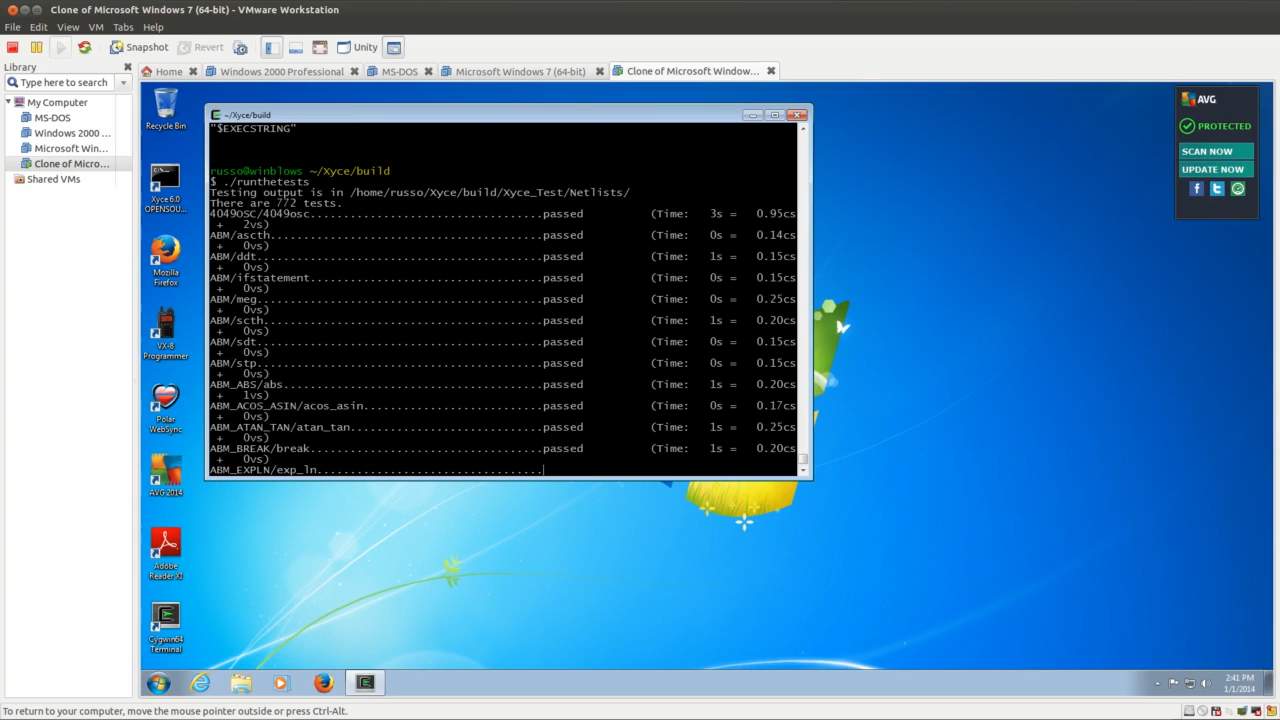 Clone of Microsoft Windows 7 (64-bit) - VMware Workstation
File Edit View VM Tabs Help
Snapshot Revert Unity
Library
Type here to search
My Computer
MS-DOS
Windows 2000 ...
Microsoft Win...
Clone of Micro...
Shared VMs
Home Windows 2000 Professional MS-DOS Microsoft Windows 7 (64-bit) Clone of Microsoft Window...
Recycle Bin
Xyce 6.0
OPENSOU...
Mozilla
Firefox
VX-8
Programmer
Polar
WebSync
AVG 2014
Adobe
Reader XI
Cygwin64
Terminal
~/Xyce/build
"$EXECSTRING"
russo@winblows ~/Xyce/build
$ ./runthetests
Testing output is in /home/russo/Xyce/build/Xyce_Test/Netlists/
There are 772 tests.
4049OSC/4049osc...................................passed (Time: 3s = 0.95cs
+ 2vs)
ABM/ascth.........................................passed (Time: 0s = 0.14cs
+ 0vs)
ABM/ddt...........................................passed (Time: 1s = 0.15cs
+ 0vs)
ABM/ifstatement...................................passed (Time: 0s = 0.15cs
+ 0vs)
ABM/meg...........................................passed (Time: 0s = 0.25cs
+ 0vs)
ABM/scth..........................................passed (Time: 1s = 0.20cs
+ 0vs)
ABM/sdt...........................................passed (Time: 0s = 0.15cs
+ 0vs)
ABM/stp...........................................passed (Time: 0s = 0.15cs
+ 0vs)
ABM_ABS/abs.......................................passed (Time: 1s = 0.20cs
+ 1vs)
ABM_ACOS_ASIN/acos_asin...........................passed (Time: 0s = 0.17cs
+ 0vs)
ABM_ATAN_TAN/atan_tan.............................passed (Time: 1s = 0.25cs
+ 0vs)
ABM_BREAK/break...................................passed (Time: 1s = 0.20cs
+ 0vs)
ABM_EXPLN/exp_ln..................................
AVG
PROTECTED
SCAN NOW
UPDATE NOW
2:41 PM
1/1/2014
To return to your computer, move the mouse pointer outside or press Ctrl-Alt.